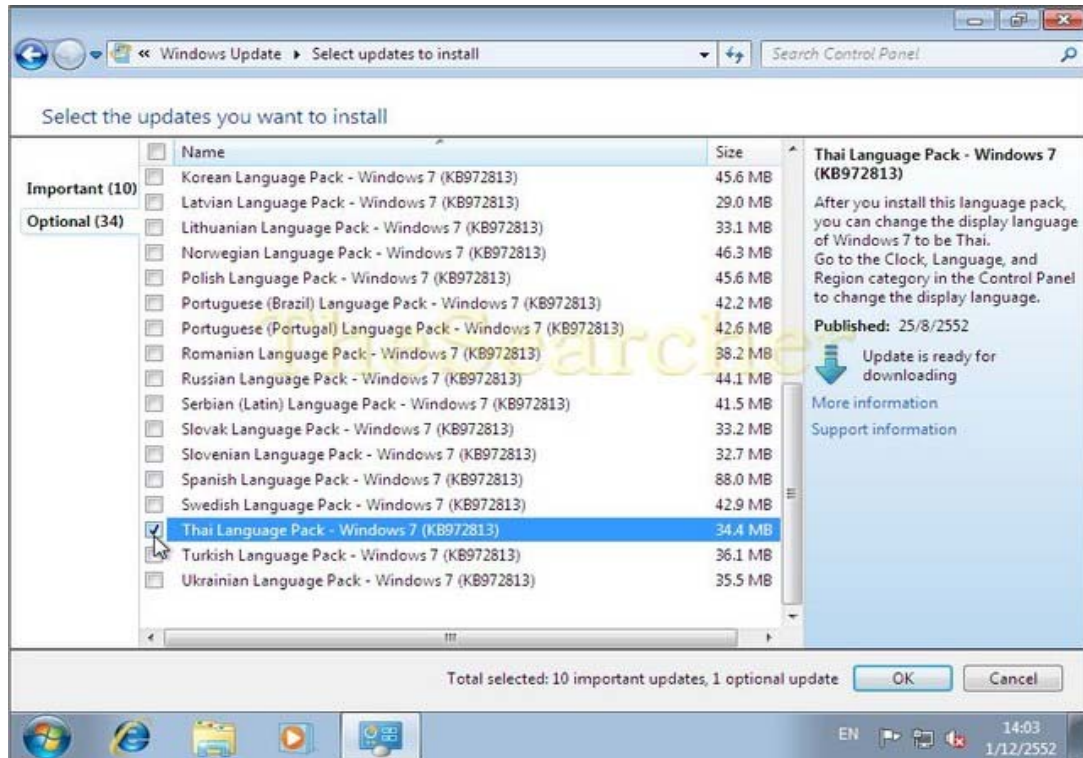 « Windows Update ▸ Select updates to install
Search Control Panel
Select the updates you want to install
Important (10)
Optional (34)
Name Size
Korean Language Pack - Windows 7 (KB972813) 45.6 MB
Latvian Language Pack - Windows 7 (KB972813) 29.0 MB
Lithuanian Language Pack - Windows 7 (KB972813) 33.1 MB
Norwegian Language Pack - Windows 7 (KB972813) 46.3 MB
Polish Language Pack - Windows 7 (KB972813) 45.6 MB
Portuguese (Brazil) Language Pack - Windows 7 (KB972813) 42.2 MB
Portuguese (Portugal) Language Pack - Windows 7 (KB972813) 42.6 MB
Romanian Language Pack - Windows 7 (KB972813) 38.2 MB
Russian Language Pack - Windows 7 (KB972813) 44.1 MB
Serbian (Latin) Language Pack - Windows 7 (KB972813) 41.5 MB
Slovak Language Pack - Windows 7 (KB972813) 33.2 MB
Slovenian Language Pack - Windows 7 (KB972813) 32.7 MB
Spanish Language Pack - Windows 7 (KB972813) 88.0 MB
Swedish Language Pack - Windows 7 (KB972813) 42.9 MB
Thai Language Pack - Windows 7 (KB972813) 34.4 MB
Turkish Language Pack - Windows 7 (KB972813) 36.1 MB
Ukrainian Language Pack - Windows 7 (KB972813) 35.5 MB
Thai Language Pack - Windows 7
(KB972813)
After you install this language pack,
you can change the display language
of Windows 7 to be Thai.
Go to the Clock, Language, and
Region category in the Control Panel
to change the display language.
Published: 25/8/2552
Update is ready for
downloading
More information
Support information
TheSearcher
Total selected: 10 important updates, 1 optional update
OK
Cancel
EN
14:03
1/12/2552